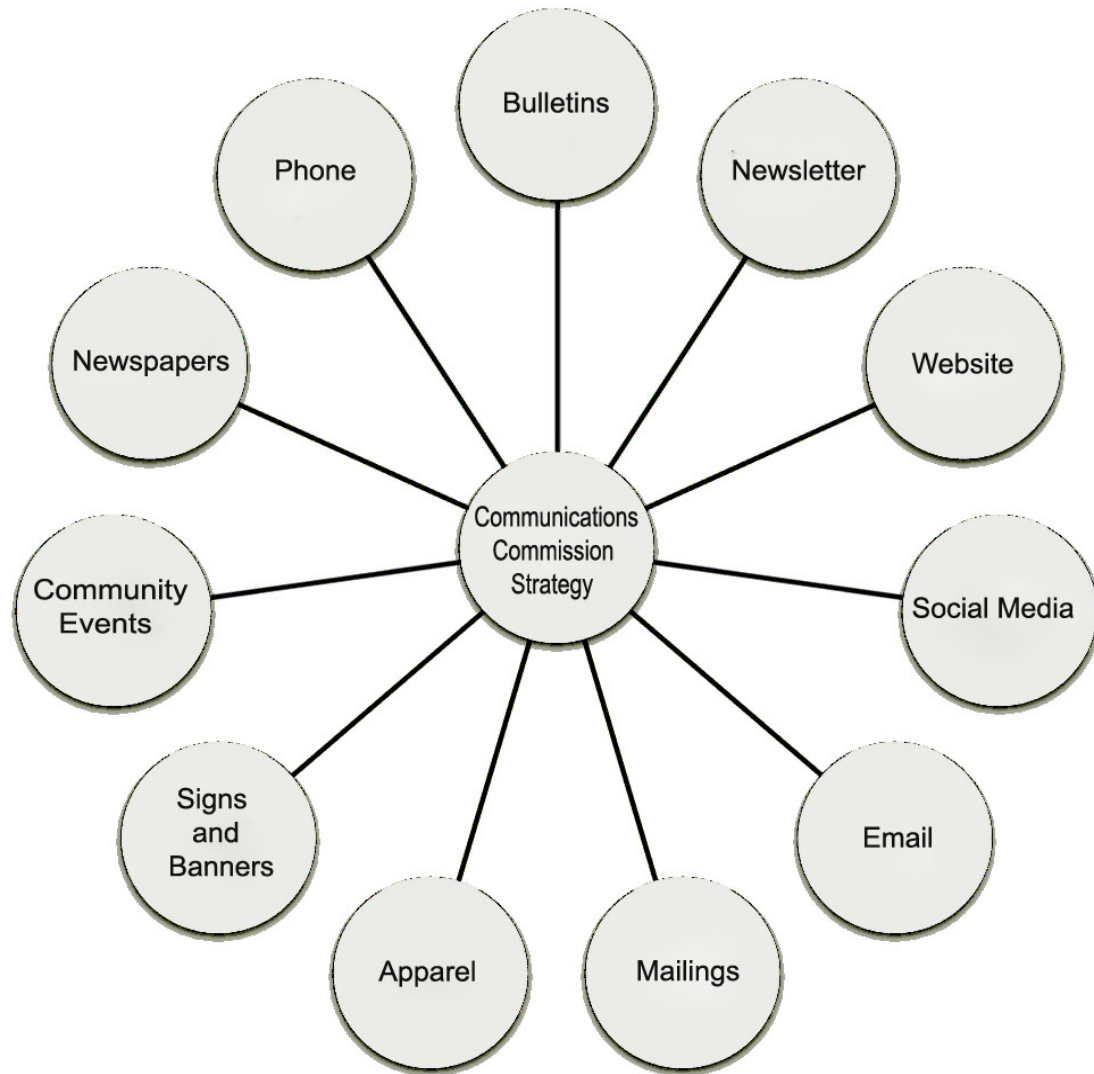 Bulletins
Newsletter
Website
Social Media
Email
Mailings
Apparel
Signs
and
Banners
Community
Events
Newspapers
Phone
Communications
Commission
Strategy